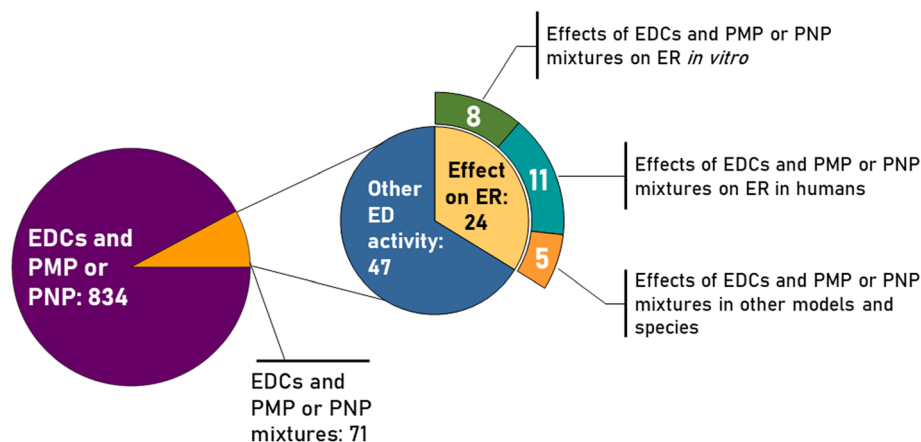 Effects of EDCs and PMP or PNP
mixtures on ER in vitro
8
Effect
on ER:
24
11
Effects of EDCs and PMP or PNP
mixtures on ER in humans
Other
ED
activity:
47
EDCs and
PMP or
PNP: 834
5
Effects of EDCs and PMP or PNP
mixtures in other models and
species
EDCs and
PMP or PNP
mixtures: 71